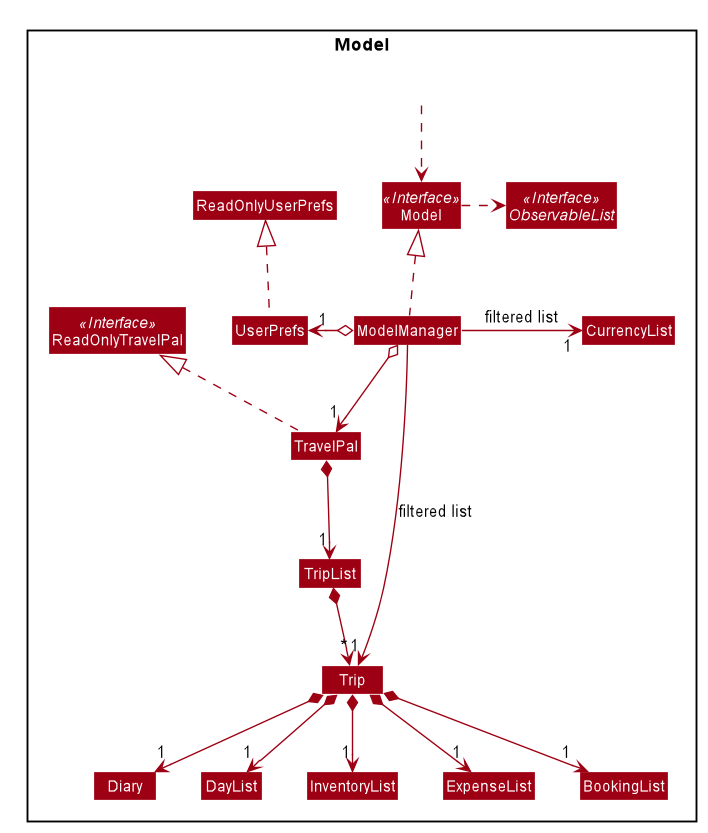 Model
ReadOnlyUserPrefs
«Interface»
Model
«Interface»
ObservableList
«Interface»
ReadOnlyTravelPal
UserPrefs
1
ModelManager
filtered list
1
CurrencyList
1
TravelPal
filtered list
1
TripList
*1
Trip
1
1
1
1
1
Diary
DayList
InventoryList
ExpenseList
BookingList